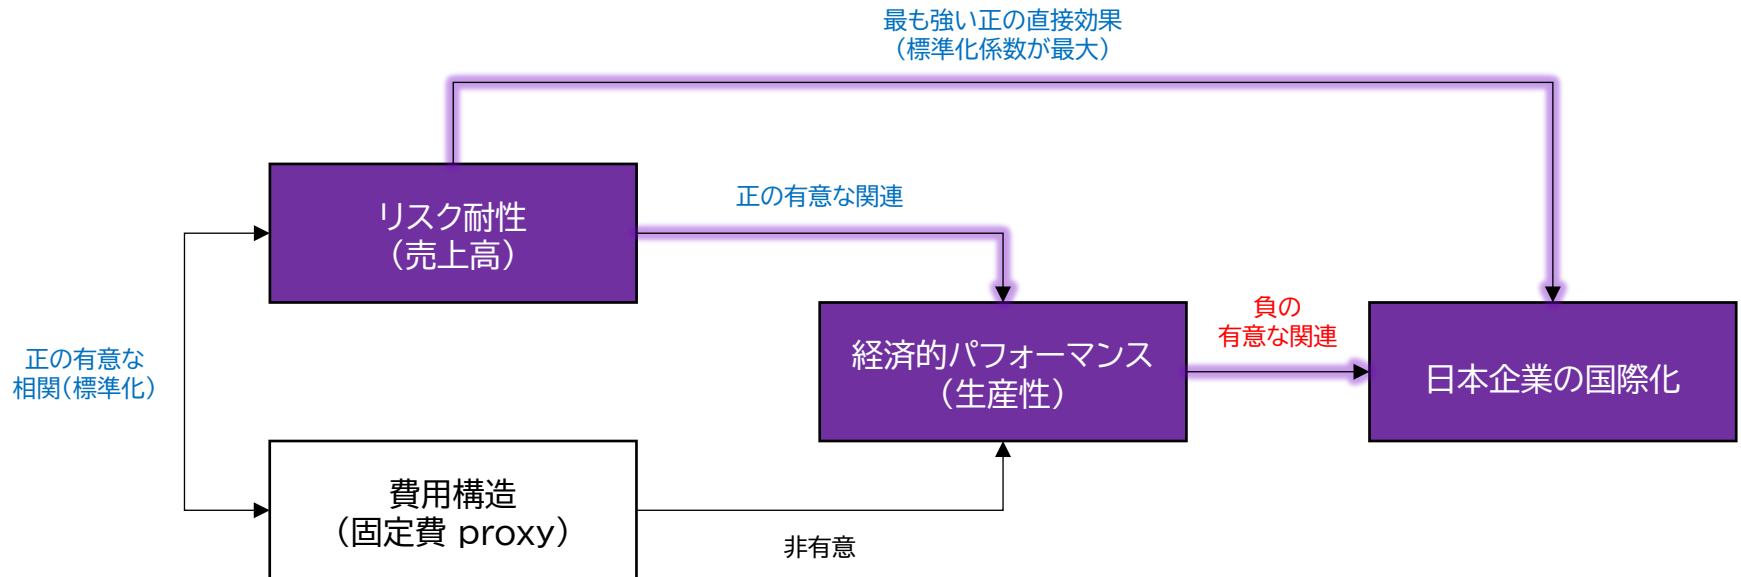 最も強い正の直接効果
（標準化係数が最大）
リスク耐性
（売上高）
正の有意な関連
正の有意な
相関（標準化）
経済的パフォーマンス
（生産性）
負の
有意な関連
日本企業の国際化
費用構造
（固定費 proxy）
非有意